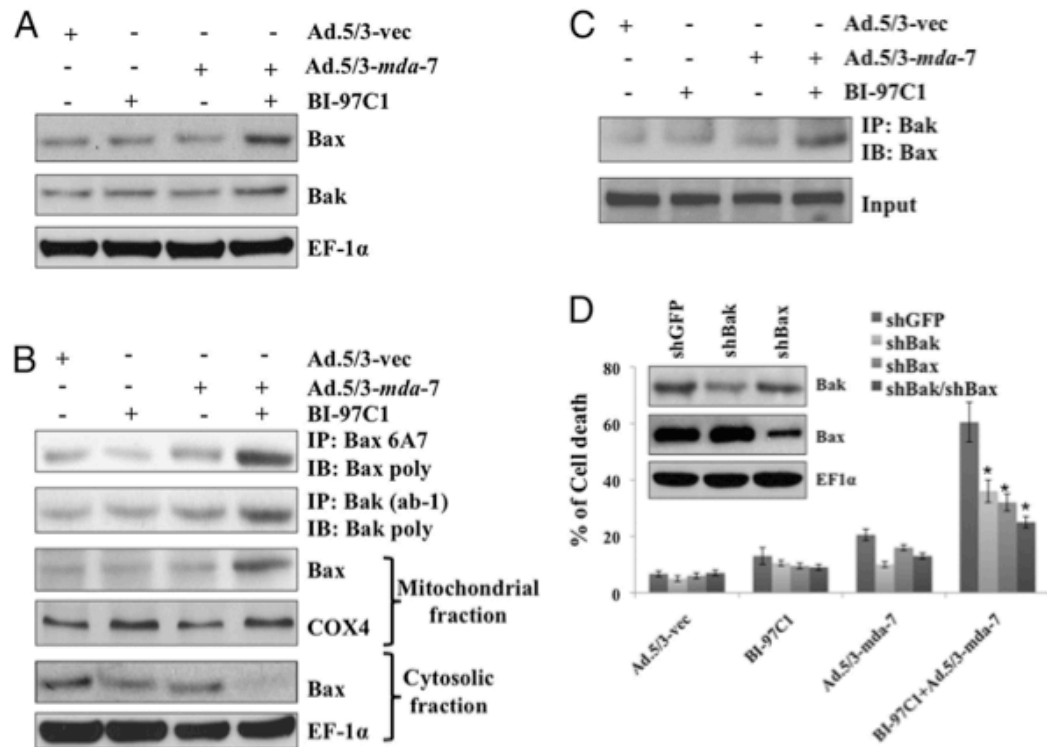 A
+ - - - Ad.5/3-vec
- - + + Ad.5/3-mda-7
- + - + BI-97C1
Bax
Bak
EF-1α
B
+ - - - Ad.5/3-vec
- - + + Ad.5/3-mda-7
- + - + BI-97C1
IP: Bax 6A7
IB: Bax poly
IP: Bak (ab-1)
IB: Bak poly
Bax
COX4
Mitochondrial
fraction
Bax
EF-1α
Cytosolic
fraction
C
+ - - - Ad.5/3-vec
- - + + Ad.5/3-mda-7
- + - + BI-97C1
IP: Bak
IB: Bax
Input
D
shGFP shBak shBax
Bak
Bax
EF1α
shGFP
shBak
shBax
shBak/shBax
% of Cell death
80
60
40
20
0
* * *
Ad.5/3-vec
BI-97C1
Ad.5/3-mda-7
BI-97C1+Ad.5/3-mda-7